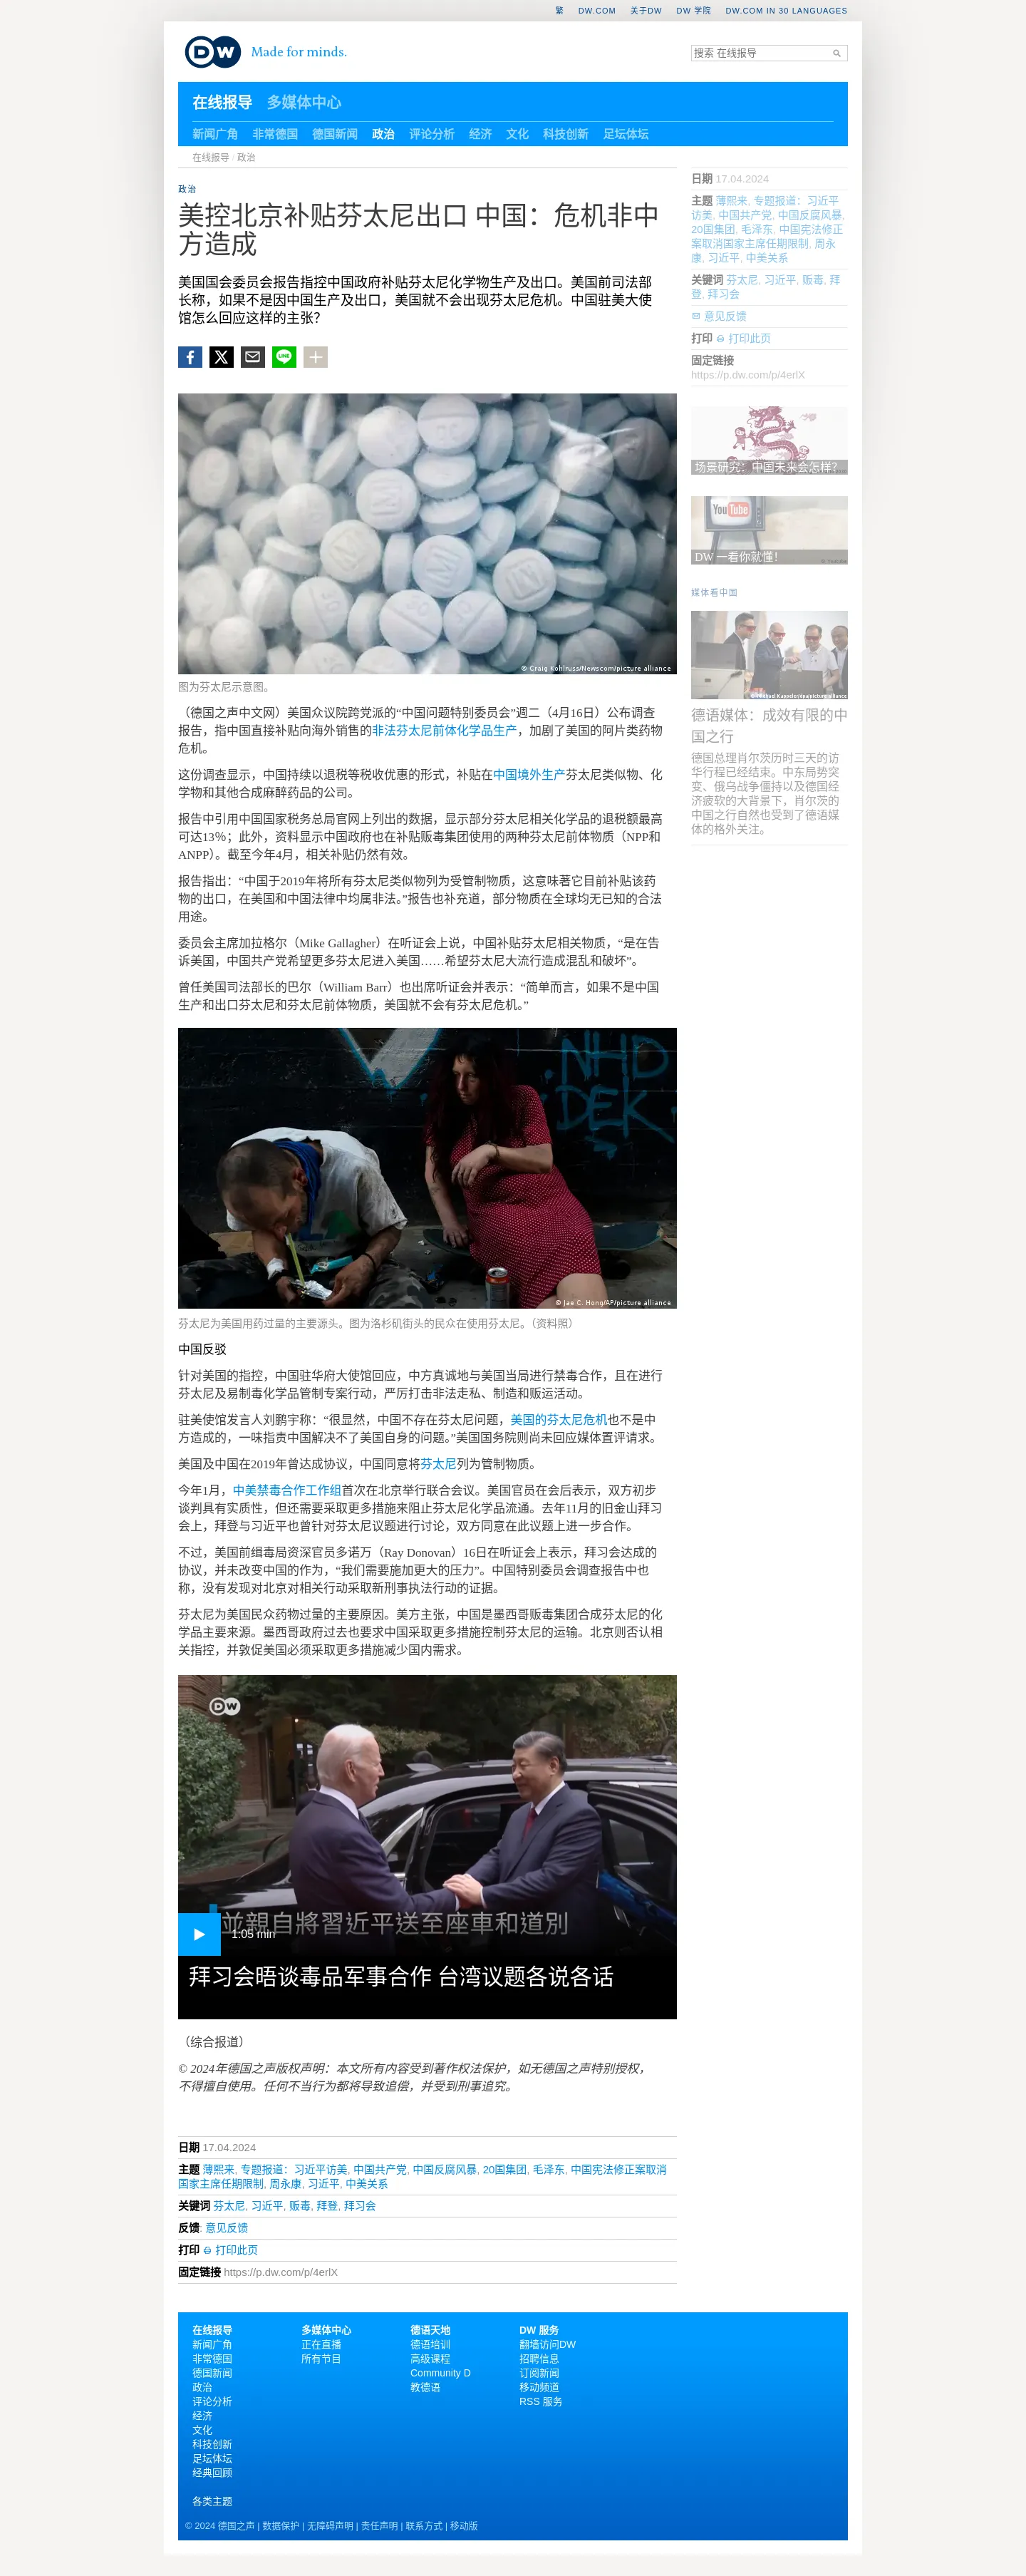 繁 DW.COM 关于DW DW 学院 DW.COM IN 30 LANGUAGES
DW Made for minds.
搜索 在线报导
在线报导 多媒体中心
新闻广角 非常德国 德国新闻 政治 评论分析 经济 文化 科技创新 足坛体坛
在线报导 / 政治
政治
美控北京补贴芬太尼出口 中国：危机非中
方造成
美国国会委员会报告指控中国政府补贴芬太尼化学物生产及出口。美国前司法部
长称，如果不是因中国生产及出口，美国就不会出现芬太尼危机。中国驻美大使
馆怎么回应这样的主张？
© Craig Kohlruss/Newscom/picture alliance
图为芬太尼示意图。
（德国之声中文网）美国众议院跨党派的“中国问题特别委员会”週二（4月16日）公布调查
报告，指中国直接补贴向海外销售的非法芬太尼前体化学品生产，加剧了美国的阿片类药物
危机。
这份调查显示，中国持续以退税等税收优惠的形式，补贴在中国境外生产芬太尼类似物、化
学物和其他合成麻醉药品的公司。
报告中引用中国国家税务总局官网上列出的数据，显示部分芬太尼相关化学品的退税额最高
可达13％；此外，资料显示中国政府也在补贴贩毒集团使用的两种芬太尼前体物质（NPP和
ANPP）。截至今年4月，相关补贴仍然有效。
报告指出：“中国于2019年将所有芬太尼类似物列为受管制物质，这意味著它目前补贴该药
物的出口，在美国和中国法律中均属非法。”报告也补充道，部分物质在全球均无已知的合法
用途。
委员会主席加拉格尔（Mike Gallagher）在听证会上说，中国补贴芬太尼相关物质，“是在告
诉美国，中国共产党希望更多芬太尼进入美国……希望芬太尼大流行造成混乱和破坏”。
曾任美国司法部长的巴尔（William Barr）也出席听证会并表示：“简单而言，如果不是中国
生产和出口芬太尼和芬太尼前体物质，美国就不会有芬太尼危机。”
© Jae C. Hong/AP/picture alliance
芬太尼为美国用药过量的主要源头。图为洛杉矶街头的民众在使用芬太尼。（资料照）
中国反驳
针对美国的指控，中国驻华府大使馆回应，中方真诚地与美国当局进行禁毒合作，且在进行
芬太尼及易制毒化学品管制专案行动，严厉打击非法走私、制造和贩运活动。
驻美使馆发言人刘鹏宇称：“很显然，中国不存在芬太尼问题，美国的芬太尼危机也不是中
方造成的，一味指责中国解决不了美国自身的问题。”美国国务院则尚未回应媒体置评请求。
美国及中国在2019年曾达成协议，中国同意将芬太尼列为管制物质。
今年1月，中美禁毒合作工作组首次在北京举行联合会议。美国官员在会后表示，双方初步
谈判具有实质性，但还需要采取更多措施来阻止芬太尼化学品流通。去年11月的旧金山拜习
会上，拜登与习近平也曾针对芬太尼议题进行讨论，双方同意在此议题上进一步合作。
不过，美国前缉毒局资深官员多诺万（Ray Donovan）16日在听证会上表示，拜习会达成的
协议，并未改变中国的作为，“我们需要施加更大的压力”。中国特别委员会调查报告中也
称，没有发现对北京对相关行动采取新刑事执法行动的证据。
芬太尼为美国民众药物过量的主要原因。美方主张，中国是墨西哥贩毒集团合成芬太尼的化
学品主要来源。墨西哥政府过去也要求中国采取更多措施控制芬太尼的运输。北京则否认相
关指控，并敦促美国必须采取更多措施减少国内需求。
DW
並親自將習近平送至座車和道別
1:05 min
拜习会晤谈毒品军事合作 台湾议题各说各话
（综合报道）
© 2024年德国之声版权声明：本文所有内容受到著作权法保护，如无德国之声特别授权，
不得擅自使用。任何不当行为都将导致追偿，并受到刑事追究。
日期 17.04.2024
主题 薄熙来, 专题报道：习近平访美, 中国共产党, 中国反腐风暴, 20国集团, 毛泽东, 中国宪法修正案取消
国家主席任期限制, 周永康, 习近平, 中美关系
关键词 芬太尼, 习近平, 贩毒, 拜登, 拜习会
反馈: 意见反馈
打印 打印此页
固定链接 https://p.dw.com/p/4erlX
日期 17.04.2024
主题 薄熙来, 专题报道：习近平
访美, 中国共产党, 中国反腐风暴,
20国集团, 毛泽东, 中国宪法修正
案取消国家主席任期限制, 周永
康, 习近平, 中美关系
关键词 芬太尼, 习近平, 贩毒, 拜
登, 拜习会
意见反馈
打印 打印此页
固定链接
https://p.dw.com/p/4erlX
场景研究：中国未来会怎样？
YouTube
DW 一看你就懂！
媒体看中国
© Michael Kappeler/dpa/picture alliance
德语媒体：成效有限的中
国之行
德国总理肖尔茨历时三天的访
华行程已经结束。中东局势突
变、俄乌战争僵持以及德国经
济疲软的大背景下，肖尔茨的
中国之行自然也受到了德语媒
体的格外关注。
在线报导
新闻广角
非常德国
德国新闻
政治
评论分析
经济
文化
科技创新
足坛体坛
经典回顾
各类主题
多媒体中心
正在直播
所有节目
德语天地
德语培训
高级课程
Community D
教德语
DW 服务
翻墙访问DW
招聘信息
订阅新闻
移动频道
RSS 服务
© 2024 德国之声 | 数据保护 | 无障碍声明 | 责任声明 | 联系方式 | 移动版